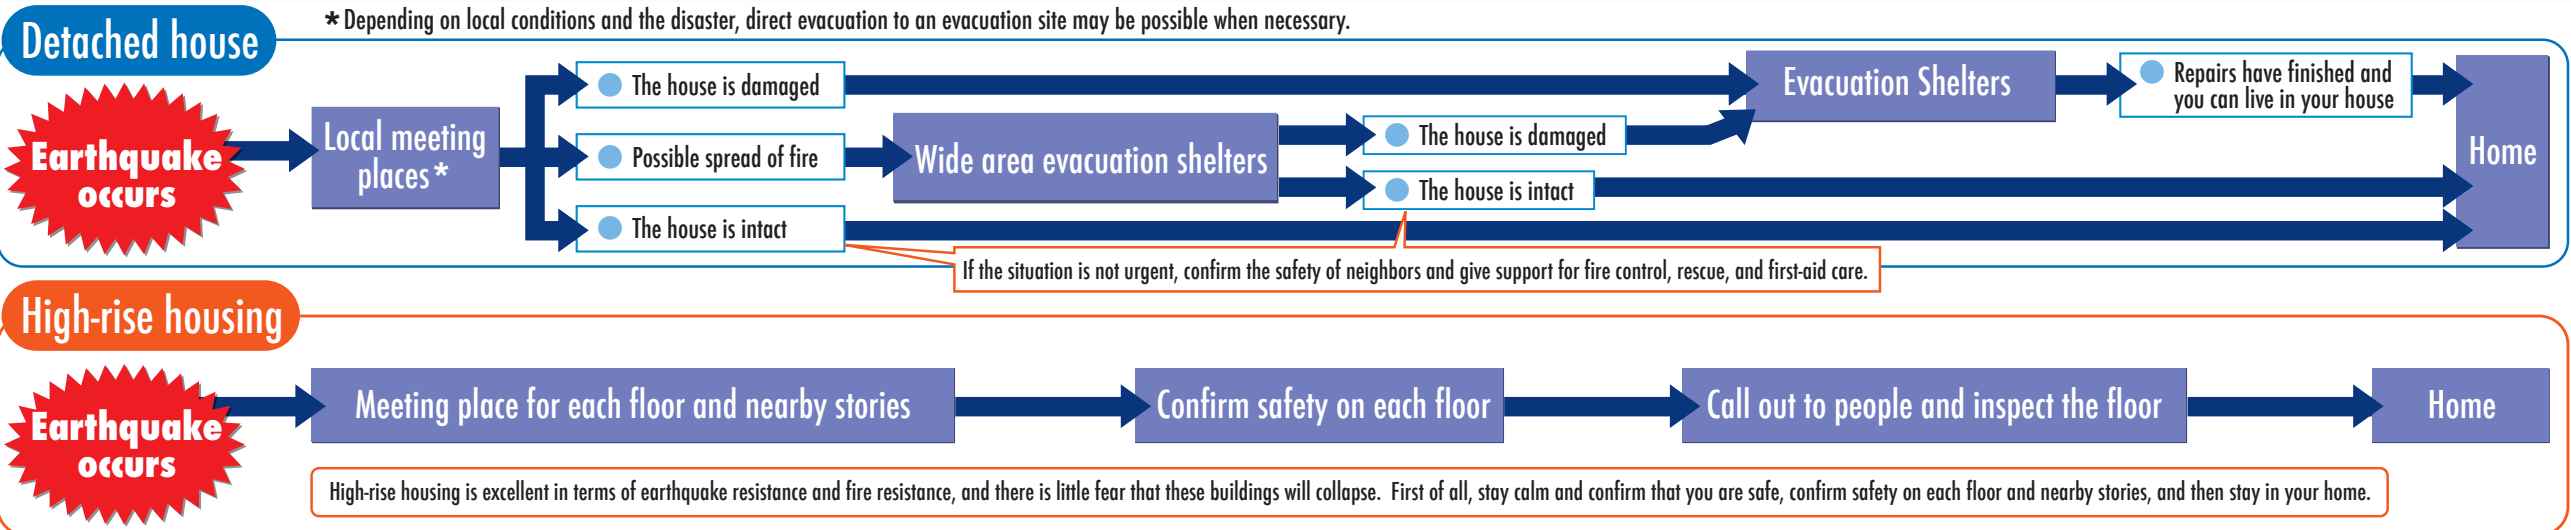 * Depending on local conditions and the disaster, direct evacuation to an evacuation site may be possible when necessary.
Detached house
Earthquake
occurs
Local meeting
places*
The house is damaged
Possible spread of fire
The house is intact
Wide area evacuation shelters
The house is damaged
The house is intact
Evacuation Shelters
Repairs have finished and
you can live in your house
Home
If the situation is not urgent, confirm the safety of neighbors and give support for fire control, rescue, and first-aid care.
High-rise housing
Earthquake
occurs
Meeting place for each floor and nearby stories
Confirm safety on each floor
Call out to people and inspect the floor
Home
High-rise housing is excellent in terms of earthquake resistance and fire resistance, and there is little fear that these buildings will collapse. First of all, stay calm and confirm that you are safe, confirm safety on each floor and nearby stories, and then stay in your home.